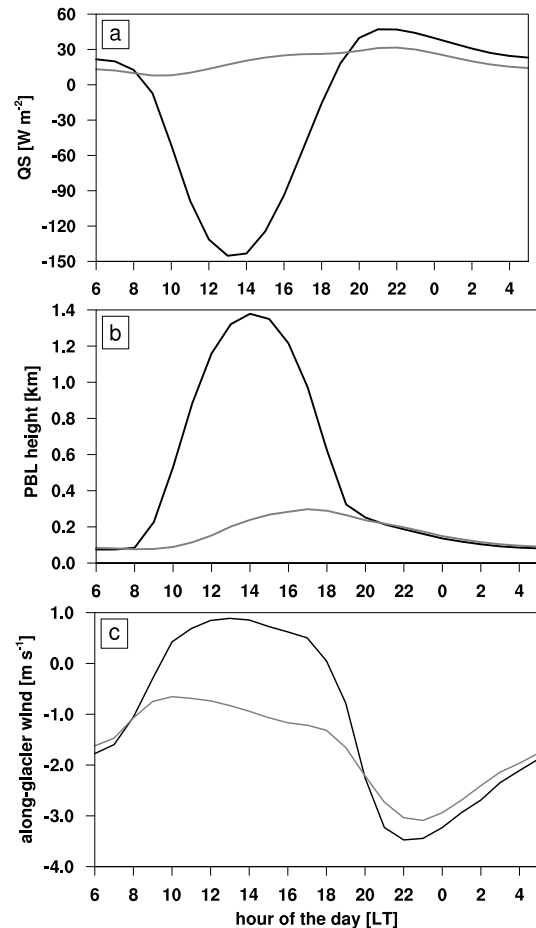 a
QS [W m-2]
60
30
0
-30
-60
-90
-120
-150
6 8 10 12 14 16 18 20 22 0 2 4
b
PBL height [km]
1.4
1.2
1.0
0.8
0.6
0.4
0.2
0.0
6 8 10 12 14 16 18 20 22 0 2 4
c
along-glacier wind [m s-1]
1.0
0.0
-1.0
-2.0
-3.0
-4.0
6 8 10 12 14 16 18 20 22 0 2 4
hour of the day [LT]